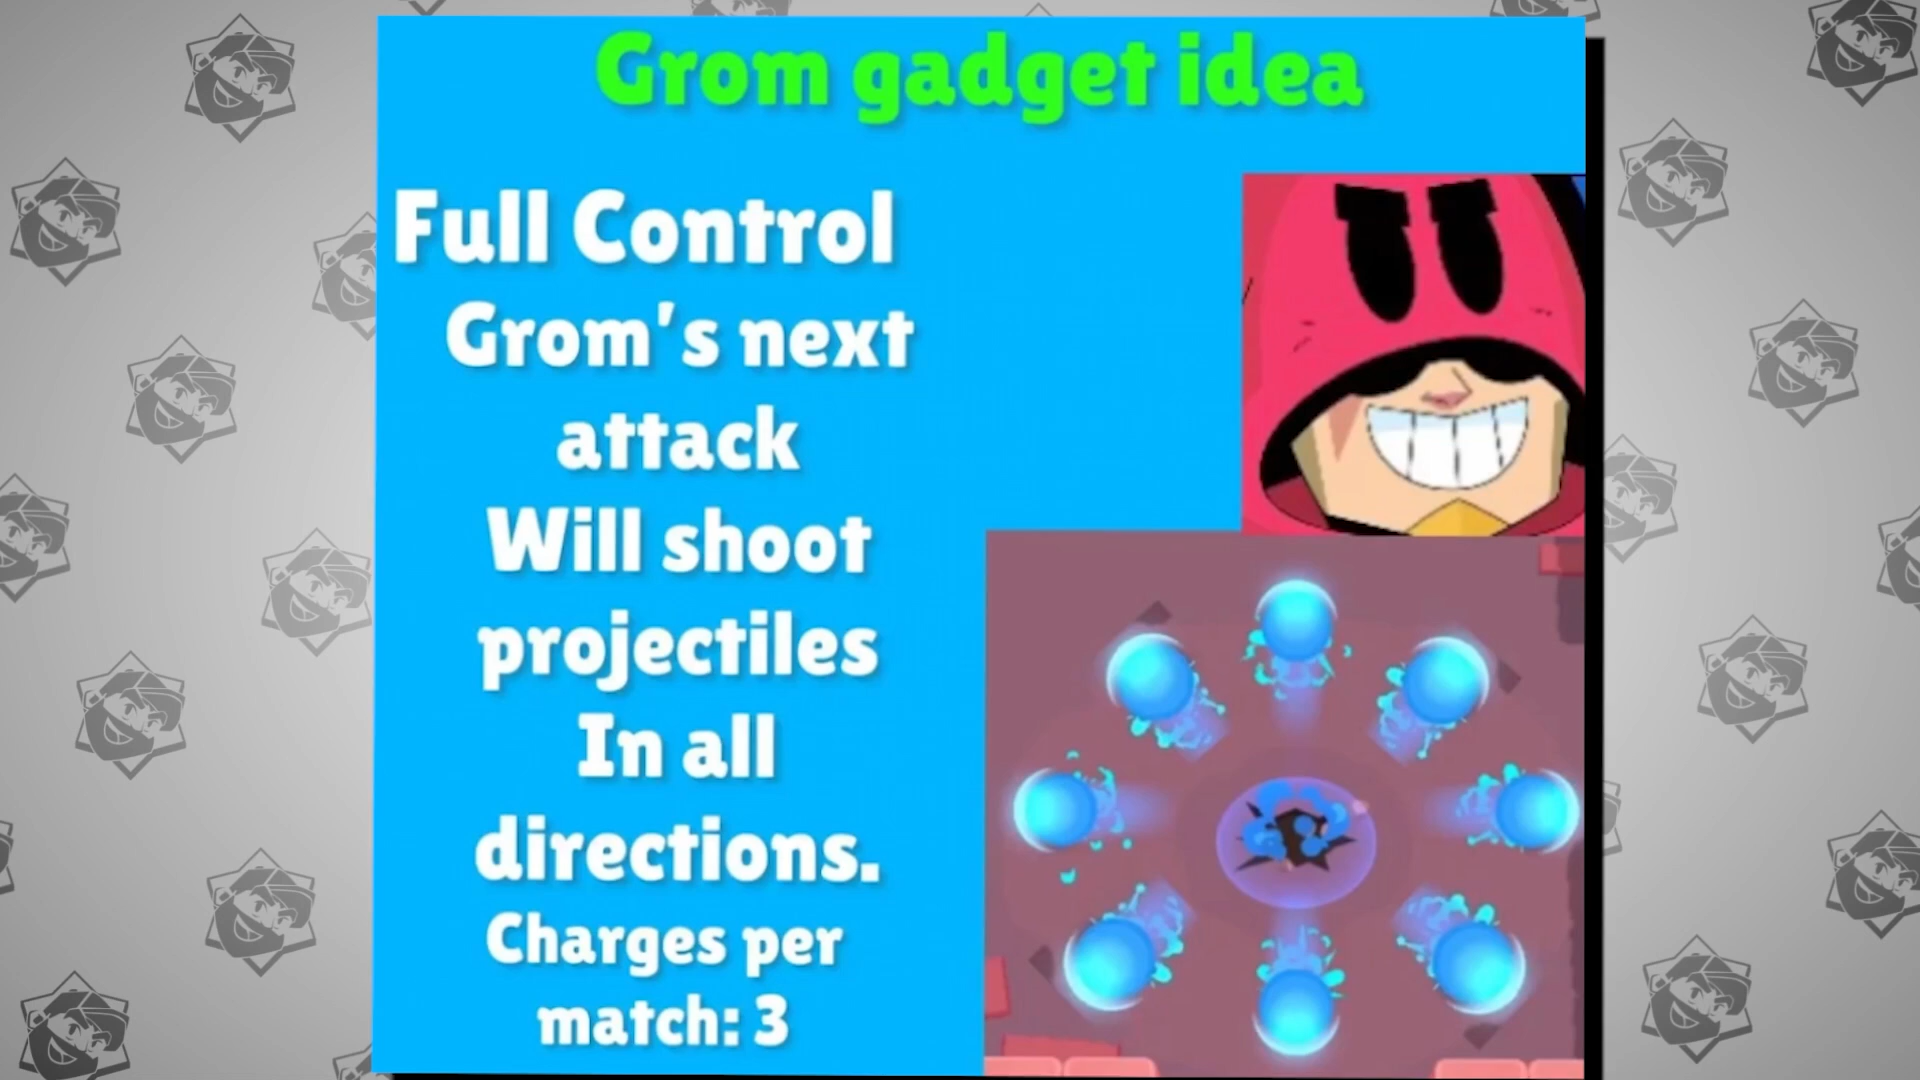 Grom gadget idea
Full Control
Grom's next
attack
Will shoot
projectiles
In all
directions.
Charges per
match: 3